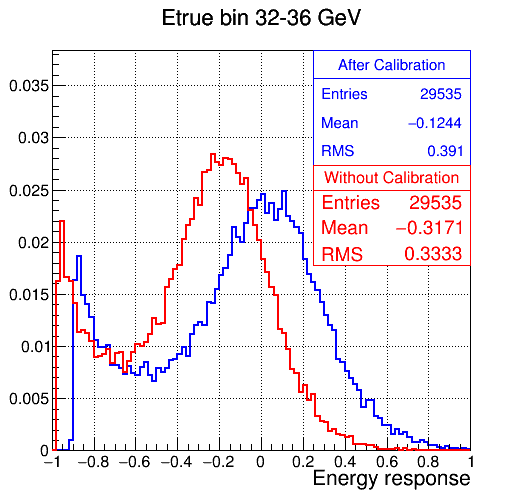 Etrue bin 32-36 GeV
After Calibration
Entries 29535
Mean −0.1244
RMS 0.391
Without Calibration
Entries 29535
Mean −0.3171
RMS 0.3333
0.035
0.03
0.025
0.02
0.015
0.01
0.005
0
−1 −0.8 −0.6 −0.4 −0.2 0 0.2 0.4 0.6 0.8 1
Energy response